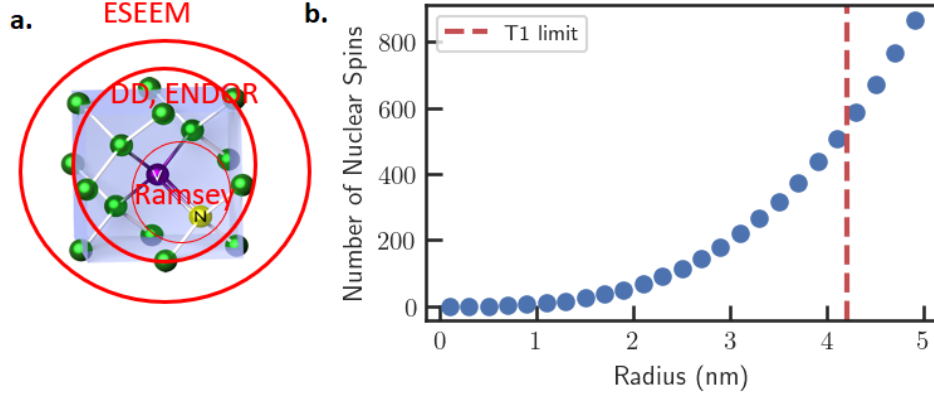 a.
ESEEM
DD, ENDOR
V
Ramsey
N
b.
Number of Nuclear Spins
800
600
400
200
0
T1 limit
0 1 2 3 4 5
Radius (nm)